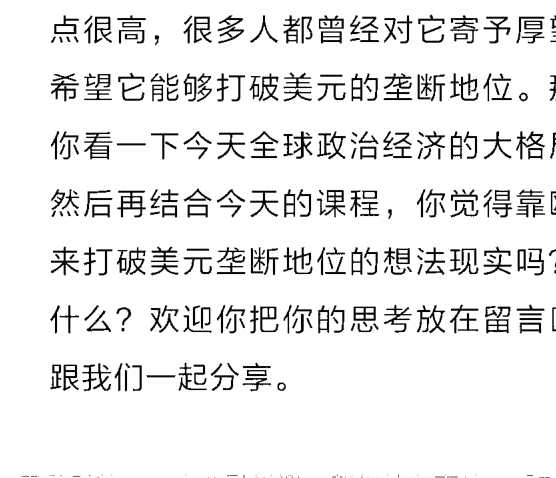 点很高，很多人都曾经对它寄予厚
希望它能够打破美元的垄断地位。
你看一下今天全球政治经济的大格
然后再结合今天的课程，你觉得靠
来打破美元垄断地位的想法现实吗？
什么？欢迎你把你的思考放在留言
跟我们一起分享。